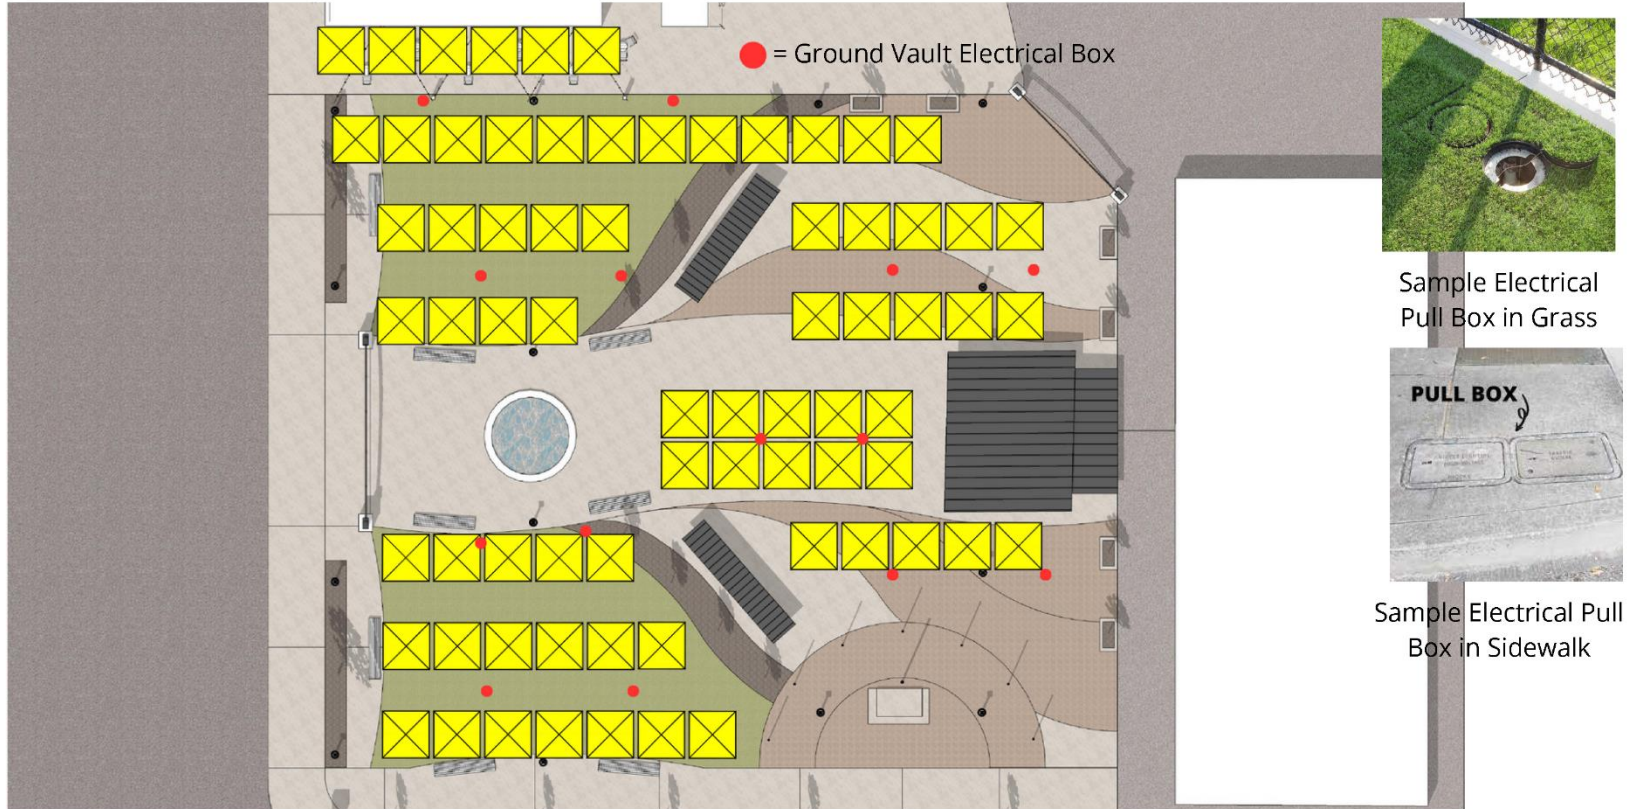 = Ground Vault Electrical Box
Sample Electrical
Pull Box in Grass
PULL BOX
Sample Electrical Pull
Box in Sidewalk